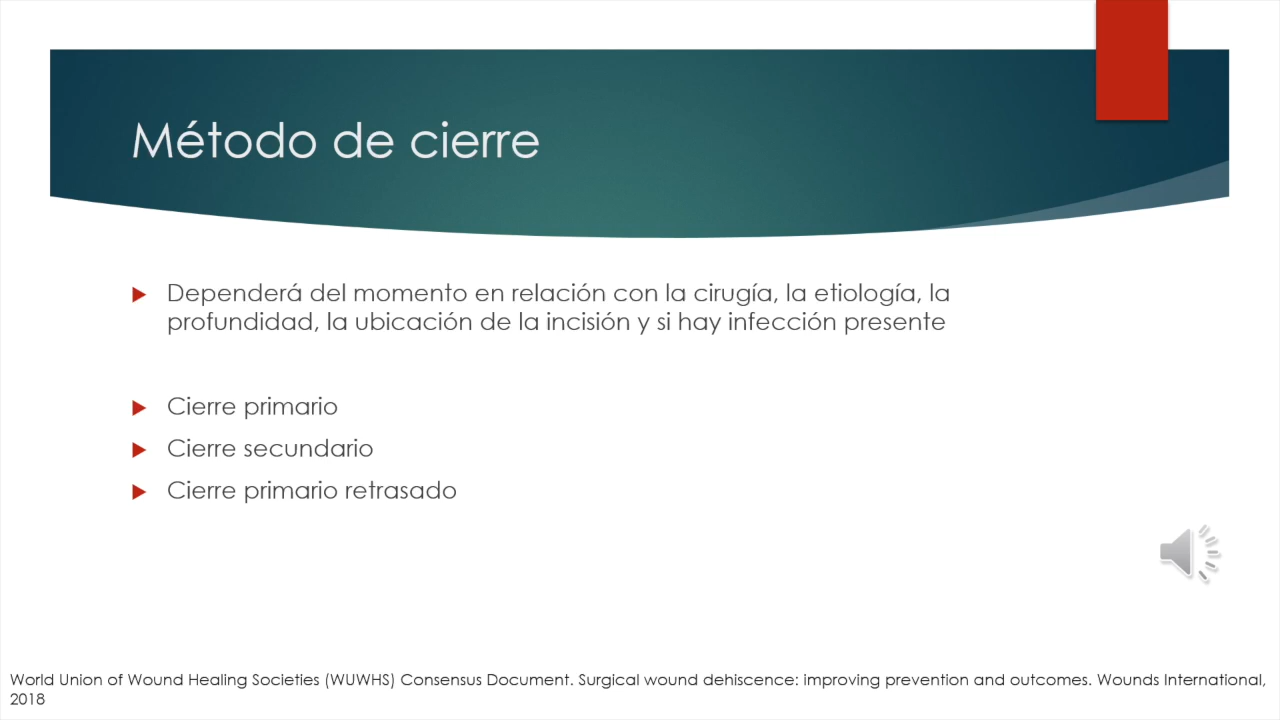 Método de cierre
Dependerá del momento en relación con la cirugía, la etiología, la
profundidad, la ubicación de la incisión y si hay infección presente
Cierre primario
Cierre secundario
Cierre primario retrasado
World Union of Wound Healing Societies (WUWHS) Consensus Document. Surgical wound dehiscence: improving prevention and outcomes. Wounds International,
2018